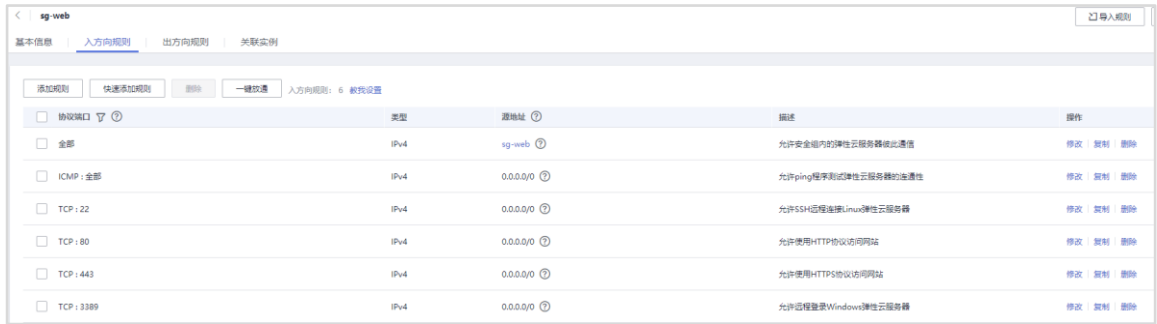 < sg-web 导入规则
基本信息 入方向规则 出方向规则 关联实例
添加规则 快速添加规则 删除 一键放通 入方向规则: 6 教我设置
协议端口 类型 源地址 描述 操作
全部 IPv4 sg-web 允许安全组内的弹性云服务器彼此通信 修改 复制 删除
ICMP : 全部 IPv4 0.0.0.0/0 允许ping程序测试弹性云服务器的连通性 修改 复制 删除
TCP : 22 IPv4 0.0.0.0/0 允许SSH远程连接Linux弹性云服务器 修改 复制 删除
TCP : 80 IPv4 0.0.0.0/0 允许使用HTTP协议访问网站 修改 复制 删除
TCP : 443 IPv4 0.0.0.0/0 允许使用HTTPS协议访问网站 修改 复制 删除
TCP : 3389 IPv4 0.0.0.0/0 允许远程登录Windows弹性云服务器 修改 复制 删除